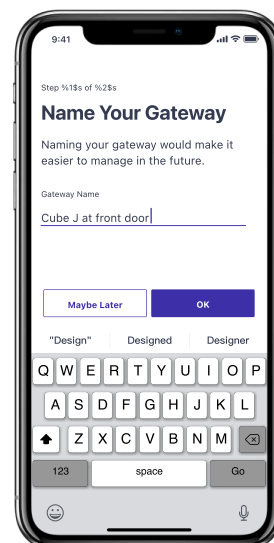 9:41
Step %1$s of %2$s
Name Your Gateway
Naming your gateway would make it
easier to manage in the future.
Gateway Name
Cube J at front door
Maybe Later OK
"Design" Designed Designer
Q W E R T Y U I O P
A S D F G H J K L
Z X C V B N M
123 space Go